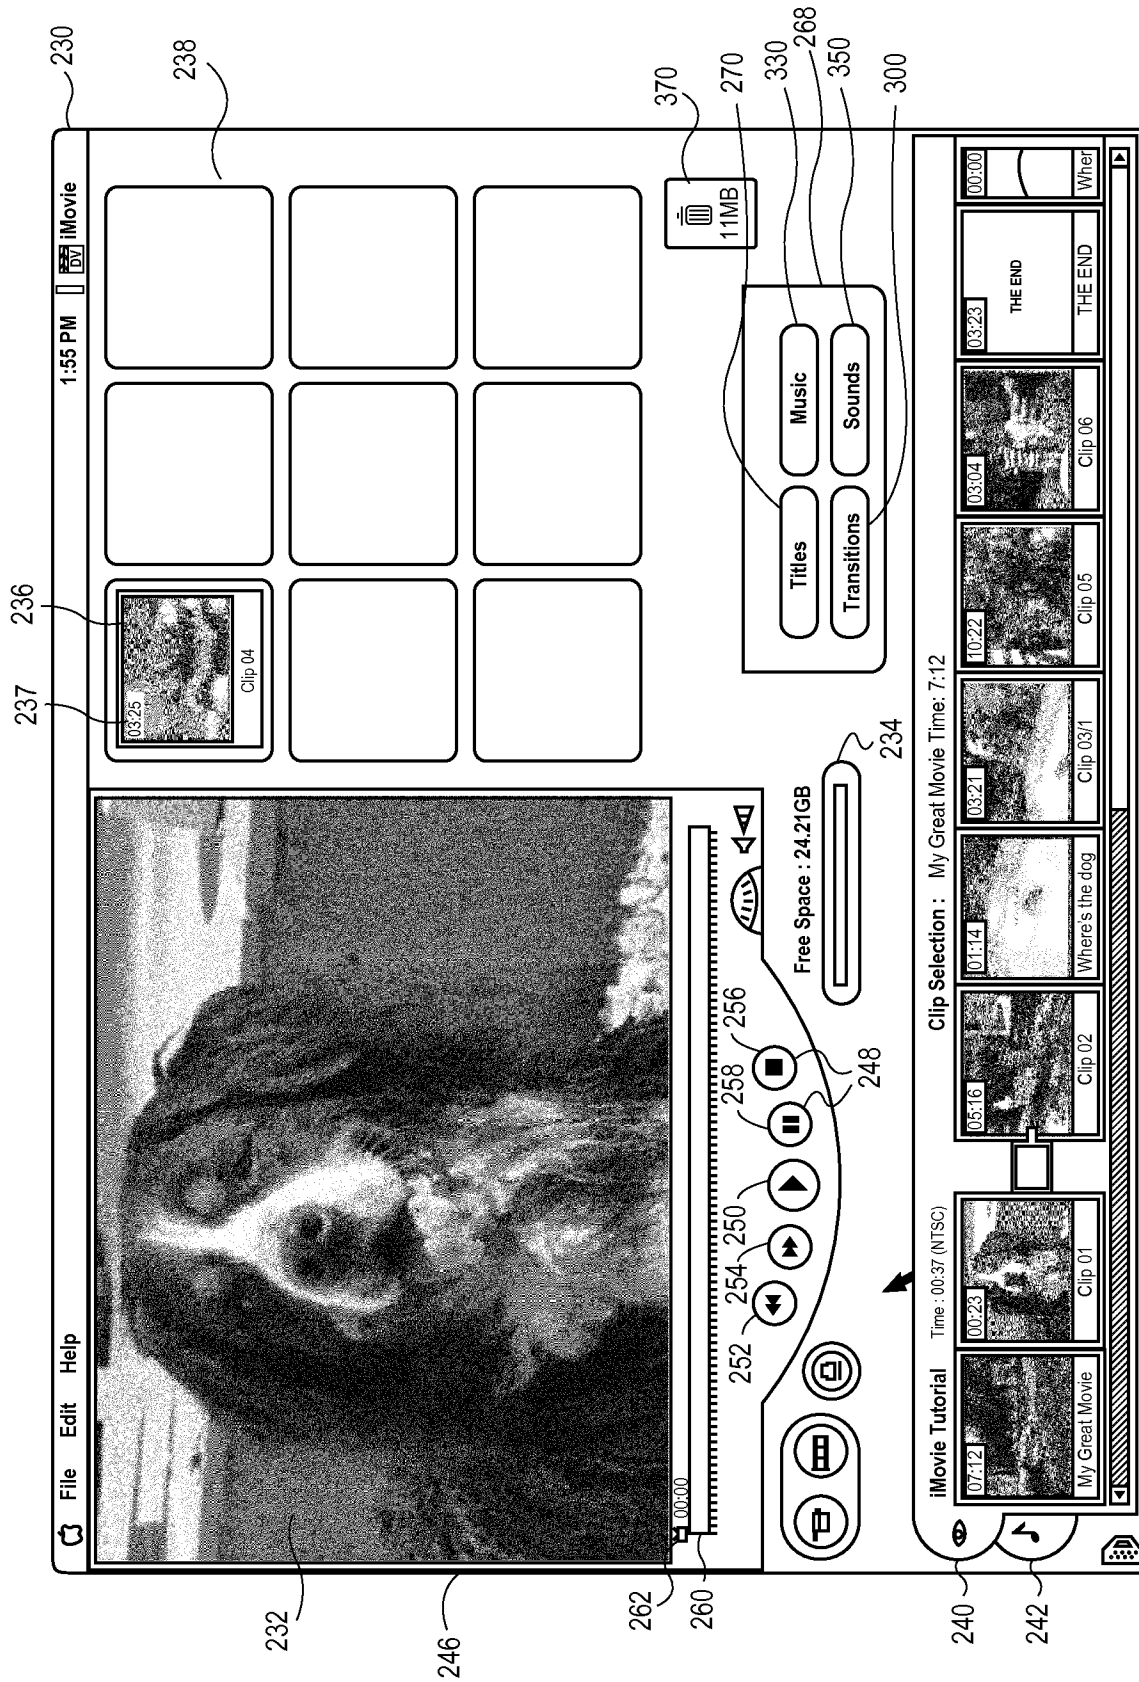 File Edit Help
1:55 PM DV iMovie
230
238
236
237
03:25
Clip 04
232
246
262
260
00:00
252
254
250
258
256
248
Free Space : 24.21GB
234
370
11MB
270
330
268
350
300
Titles
Music
Transitions
Sounds
iMovie Tutorial
Time : 00:37 (NTSC)
Clip Selection : My Great Movie Time: 7:12
240
242
07:12
My Great Movie
00:23
Clip 01
05:16
Clip 02
01:14
Where's the dog
03:21
Clip 03/1
10:22
Clip 05
03:04
Clip 06
03:23
THE END
THE END
00:00
Wher